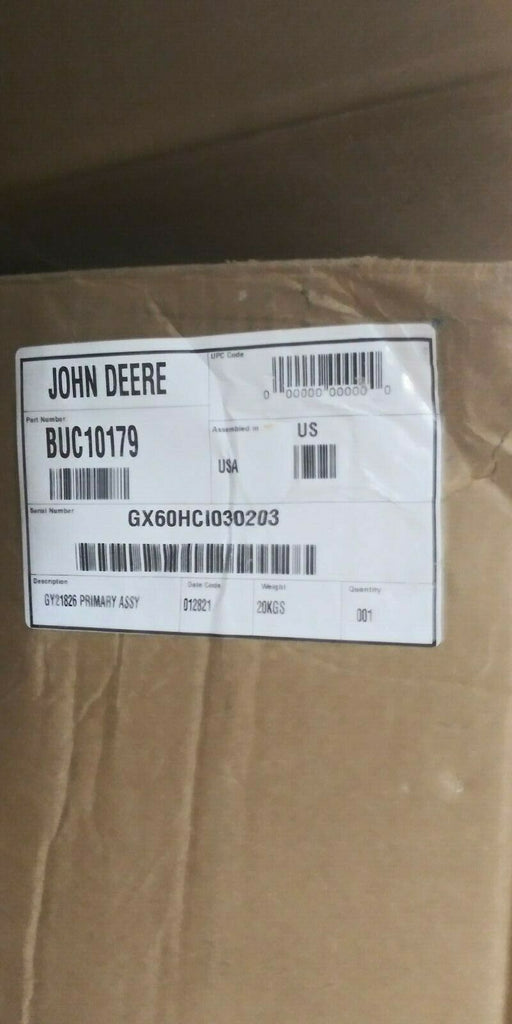 JOHN DEERE
UPC Code
0 00000 00000 0
Part Number
BUC10179
Assembled in
US
USA
Serial Number
GX60HCI030203
Description
GY21826 PRIMARY ASSY
Date Code
012821
Weight
20KGS
Quantity
001